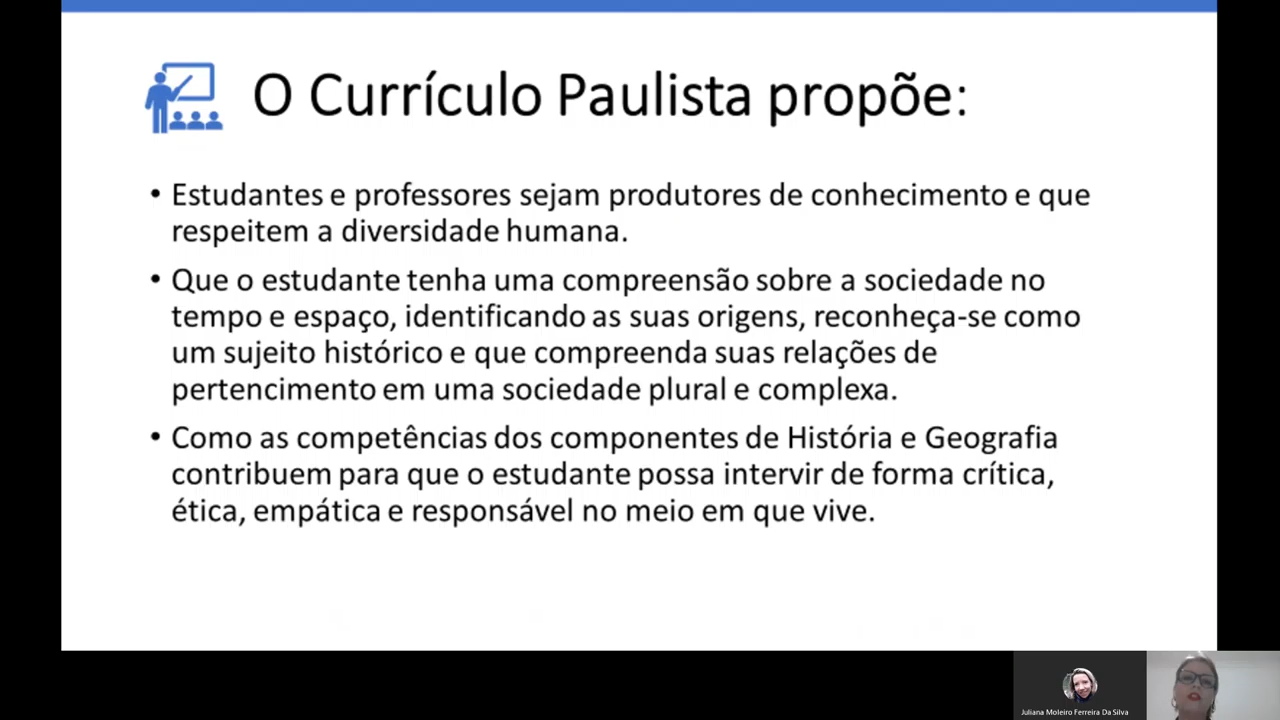 O Currículo Paulista propõe:
• Estudantes e professores sejam produtores de conhecimento e que
respeitem a diversidade humana.
• Que o estudante tenha uma compreensão sobre a sociedade no
tempo e espaço, identificando as suas origens, reconheça-se como
um sujeito histórico e que compreenda suas relações de
pertencimento em uma sociedade plural e complexa.
• Como as competências dos componentes de História e Geografia
contribuem para que o estudante possa intervir de forma crítica,
ética, empática e responsável no meio em que vive.
Juliana Moleiro Ferreira Da Silva